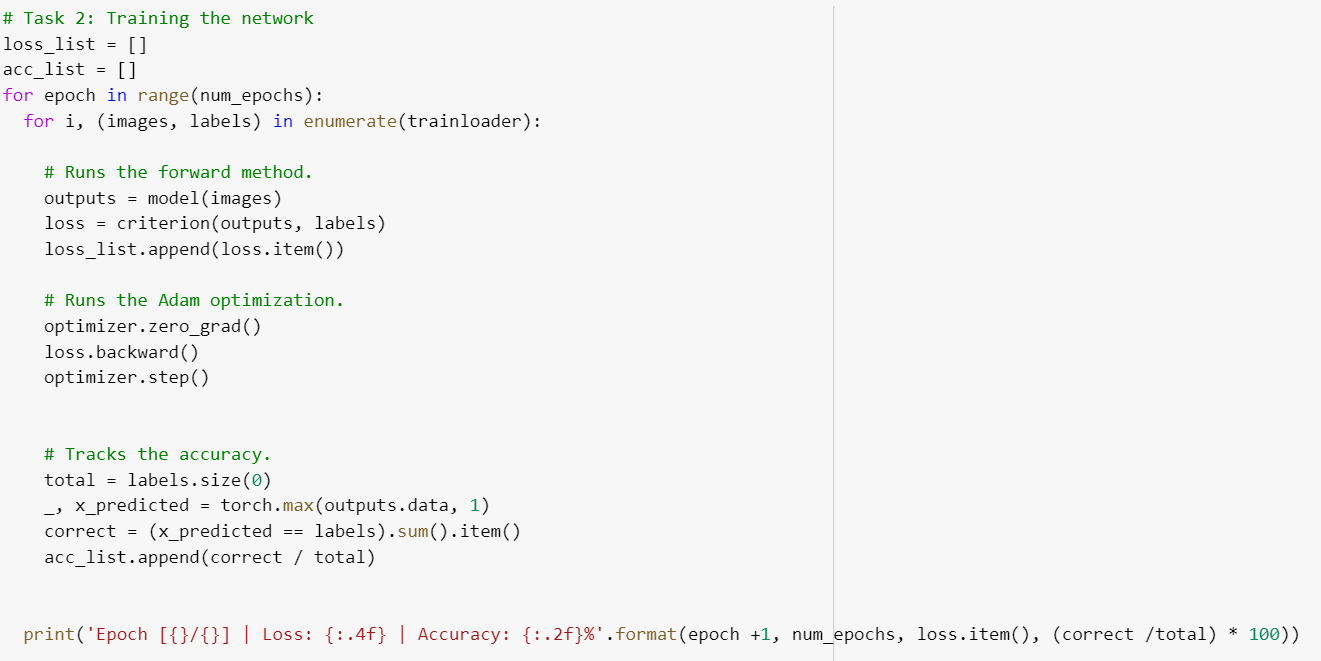 # Task 2: Training the network
loss_list = []
acc_list = []
for epoch in range(num_epochs):
  for i, (images, labels) in enumerate(trainloader):

    # Runs the forward method.
    outputs = model(images)
    loss = criterion(outputs, labels)
    loss_list.append(loss.item())

    # Runs the Adam optimization.
    optimizer.zero_grad()
    loss.backward()
    optimizer.step()


    # Tracks the accuracy.
    total = labels.size(0)
    _, x_predicted = torch.max(outputs.data, 1)
    correct = (x_predicted == labels).sum().item()
    acc_list.append(correct / total)


  print('Epoch [{}/{}] | Loss: {:.4f} | Accuracy: {:.2f}%'.format(epoch +1, num_epochs, loss.item(), (correct /total) * 100))